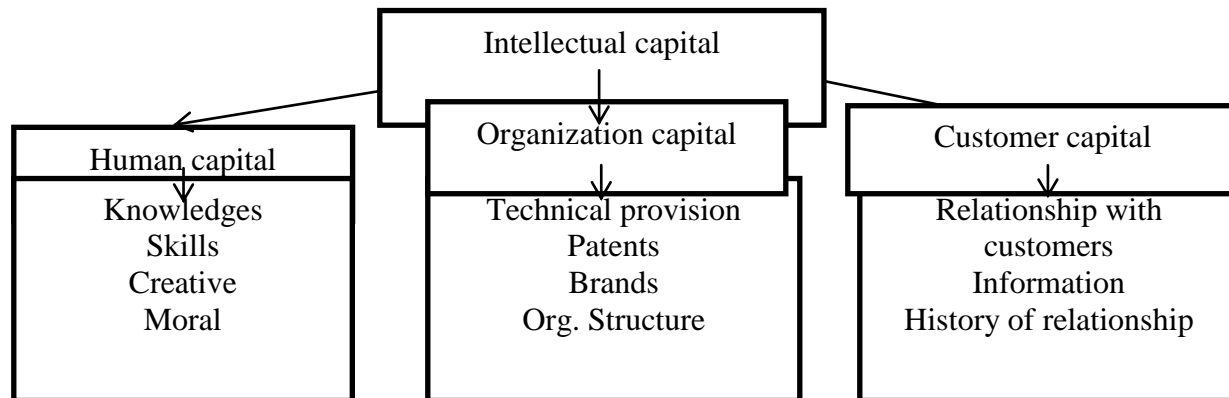 Intellectual capital
Human capital
Knowledges
Skills
Creative
Moral
Organization capital
Technical provision
Patents
Brands
Org. Structure
Customer capital
Relationship with
customers
Information
History of relationship